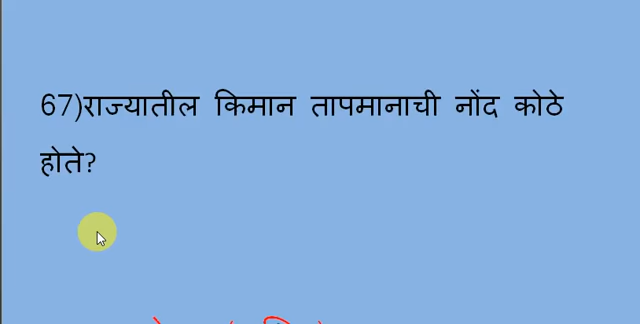 67)राज्यातील किमान तापमानाची नोंद कोठे
होते?